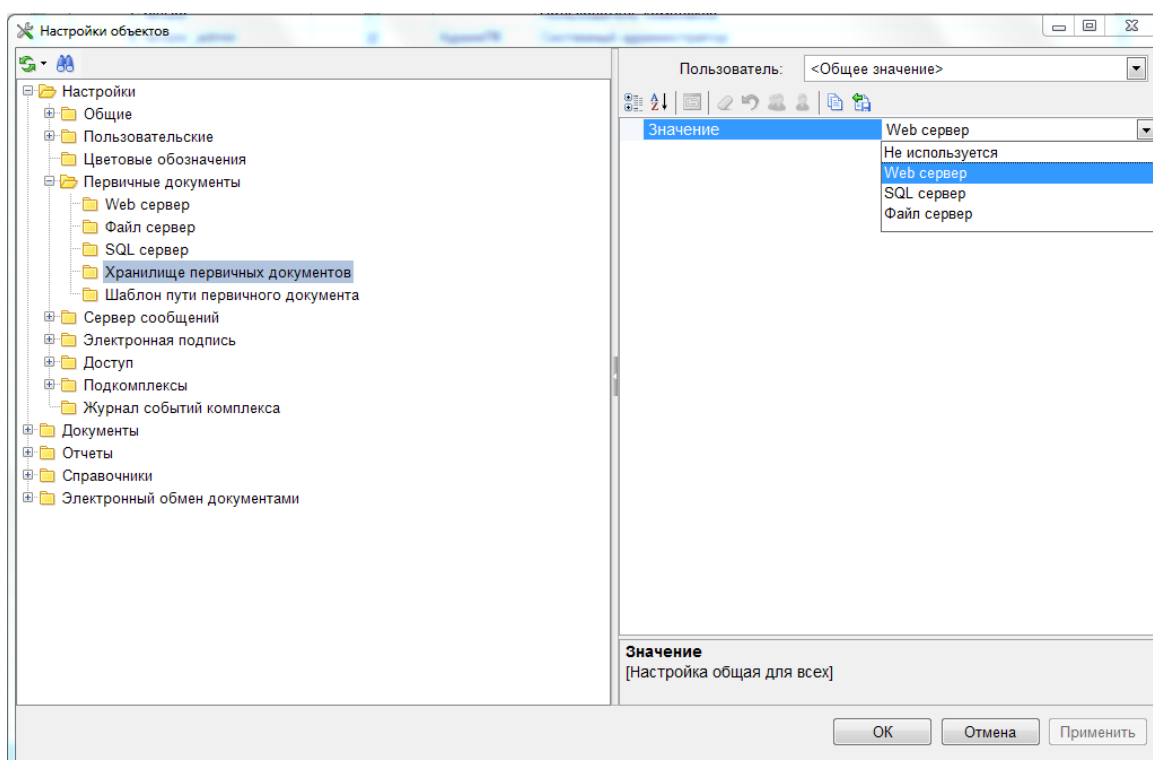 Настройки объектов
Пользователь: <Общее значение>
Настройки
Общие
Пользовательские
Цветовые обозначения
Первичные документы
Web сервер
Файл сервер
SQL сервер
Хранилище первичных документов
Шаблон пути первичного документа
Сервер сообщений
Электронная подпись
Доступ
Подкомплексы
Журнал событий комплекса
Документы
Отчеты
Справочники
Электронный обмен документами
Значение Web сервер
Не используется
Web сервер
SQL сервер
Файл сервер
Значение
[Настройка общая для всех]
ОК Отмена Применить